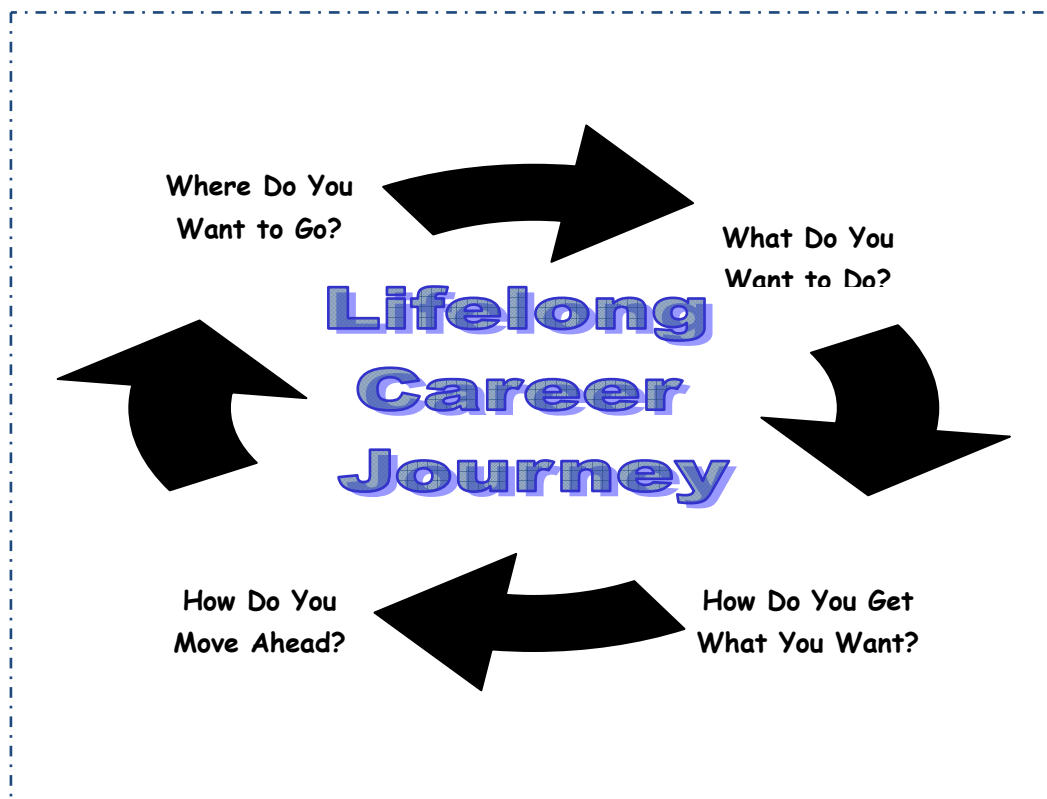 Where Do You
Want to Go?
What Do You
Want to Do?
Lifelong
Career
Journey
How Do You
Move Ahead?
How Do You Get
What You Want?